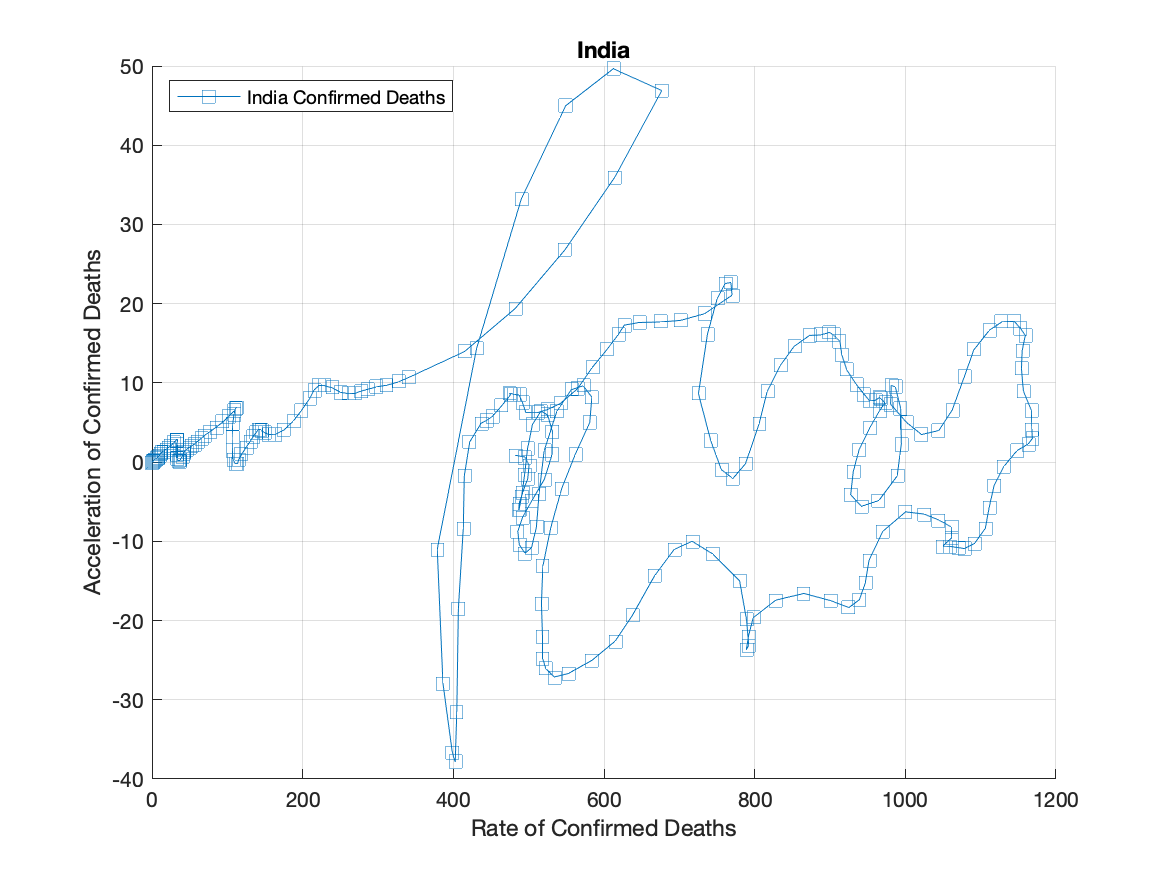 India
India Confirmed Deaths
Acceleration of Confirmed Deaths
50
40
30
20
10
0
-10
-20
-30
-40
0 200 400 600 800 1000 1200
Rate of Confirmed Deaths